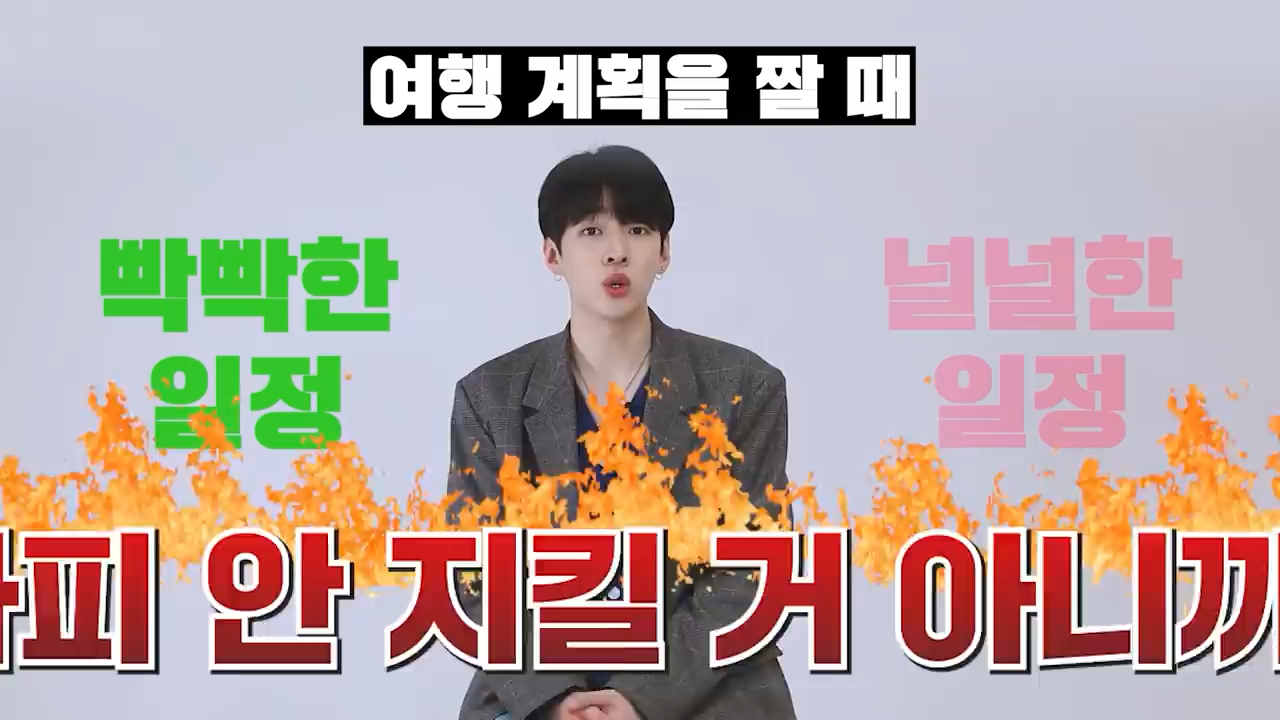 여행 계획을 짤 때
빡빡한
일정
널널한
일정
피 안 지킬 거 아니까